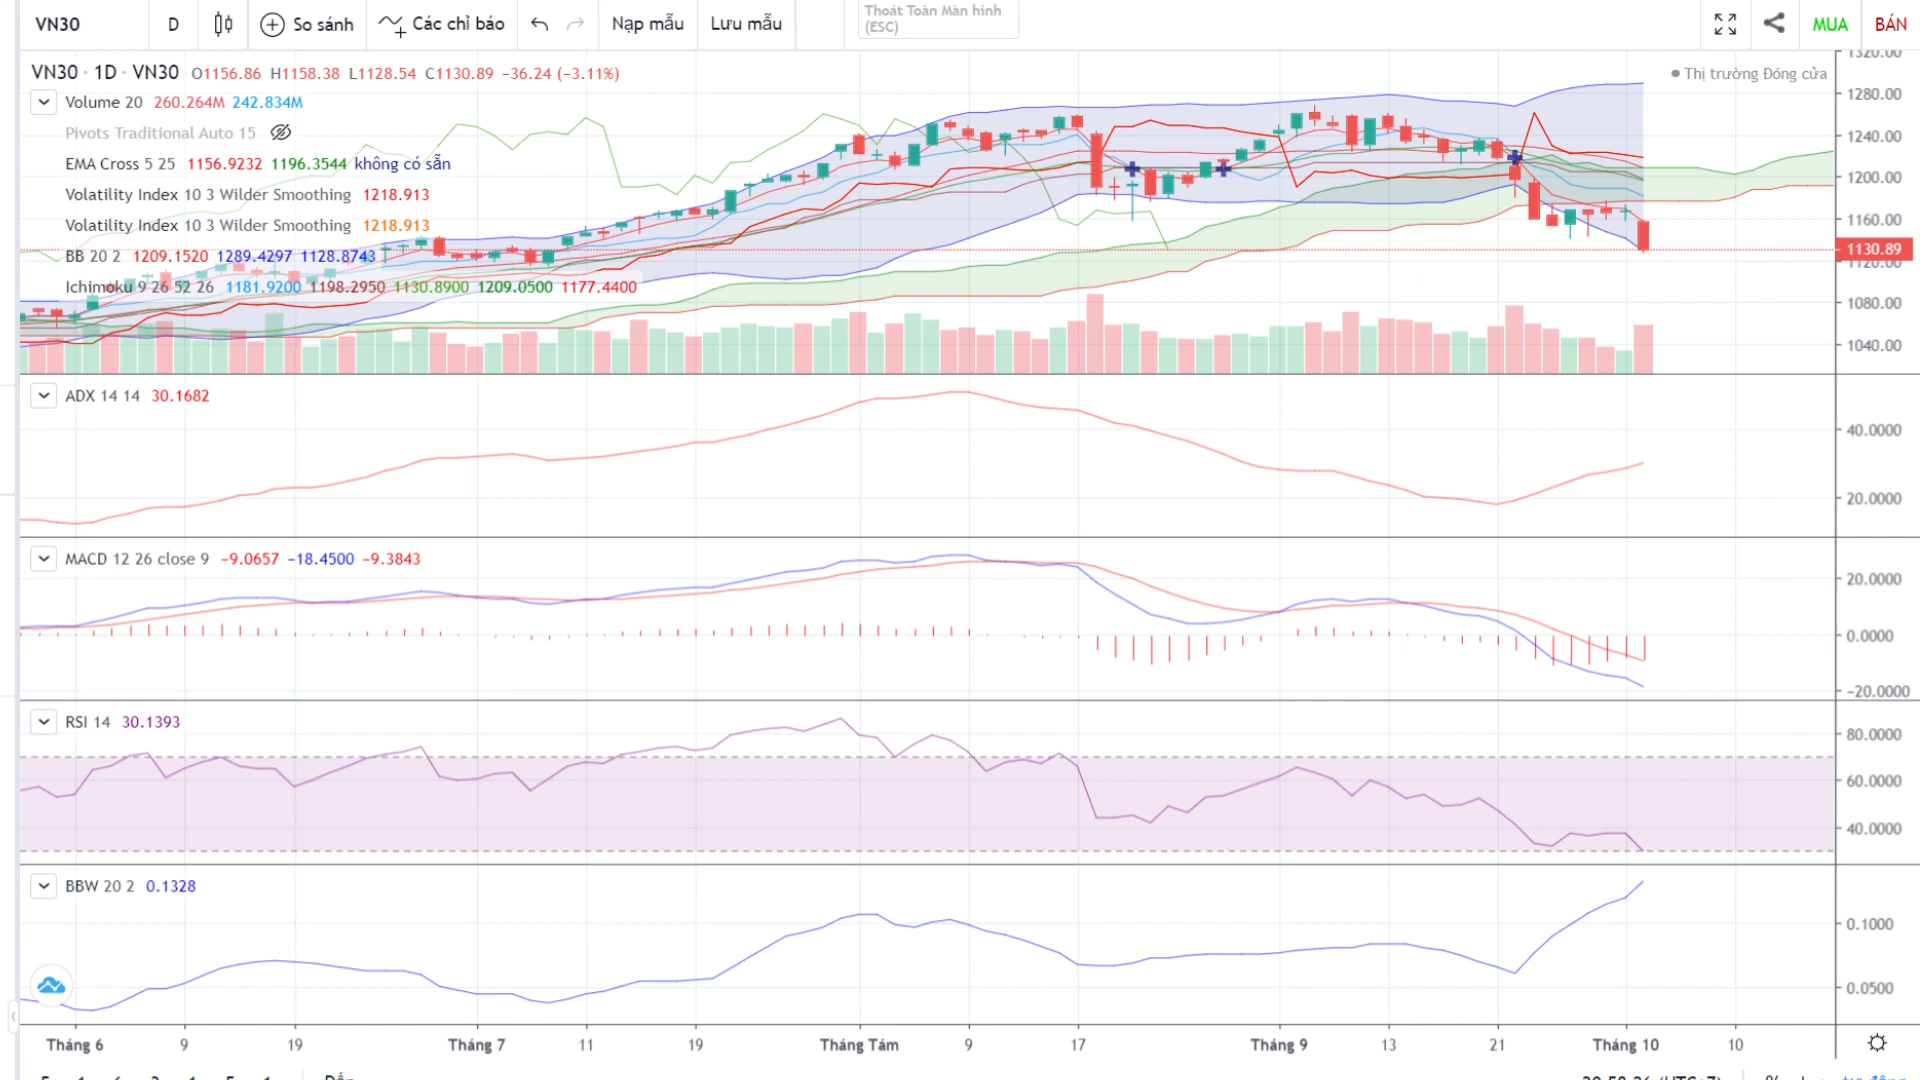 VN30 D So sánh Các chỉ báo Nạp mẫu Lưu mẫu MUA BÁN
Thoát Toàn Màn hình
(ESC)
VN30 · 1D · VN30 O1156.86 H1158.38 L1128.54 C1130.89 −36.24 (−3.11%)
Thị trường Đóng cửa
Volume 20 260.264M 242.834M
Pivots Traditional Auto 15
EMA Cross 5 25 1156.9232 1196.3544 không có sẵn
Volatility Index 10 3 Wilder Smoothing 1218.913
Volatility Index 10 3 Wilder Smoothing 1218.913
BB 20 2 1209.1520 1289.4297 1128.8743
Ichimoku 9 26 52 26 1181.9200 1198.2950 1130.8900 1209.0500 1177.4400
1320.00
1280.00
1240.00
1200.00
1160.00
1130.89
1120.00
1080.00
1040.00
ADX 14 14 30.1682
40.0000
20.0000
MACD 12 26 close 9 −9.0657 −18.4500 −9.3843
20.0000
0.0000
−20.0000
RSI 14 30.1393
80.0000
60.0000
40.0000
BBW 20 2 0.1328
0.1000
0.0500
Tháng 6 9 19 Tháng 7 11 19 Tháng Tám 9 17 Tháng 9 13 21 Tháng 10 10